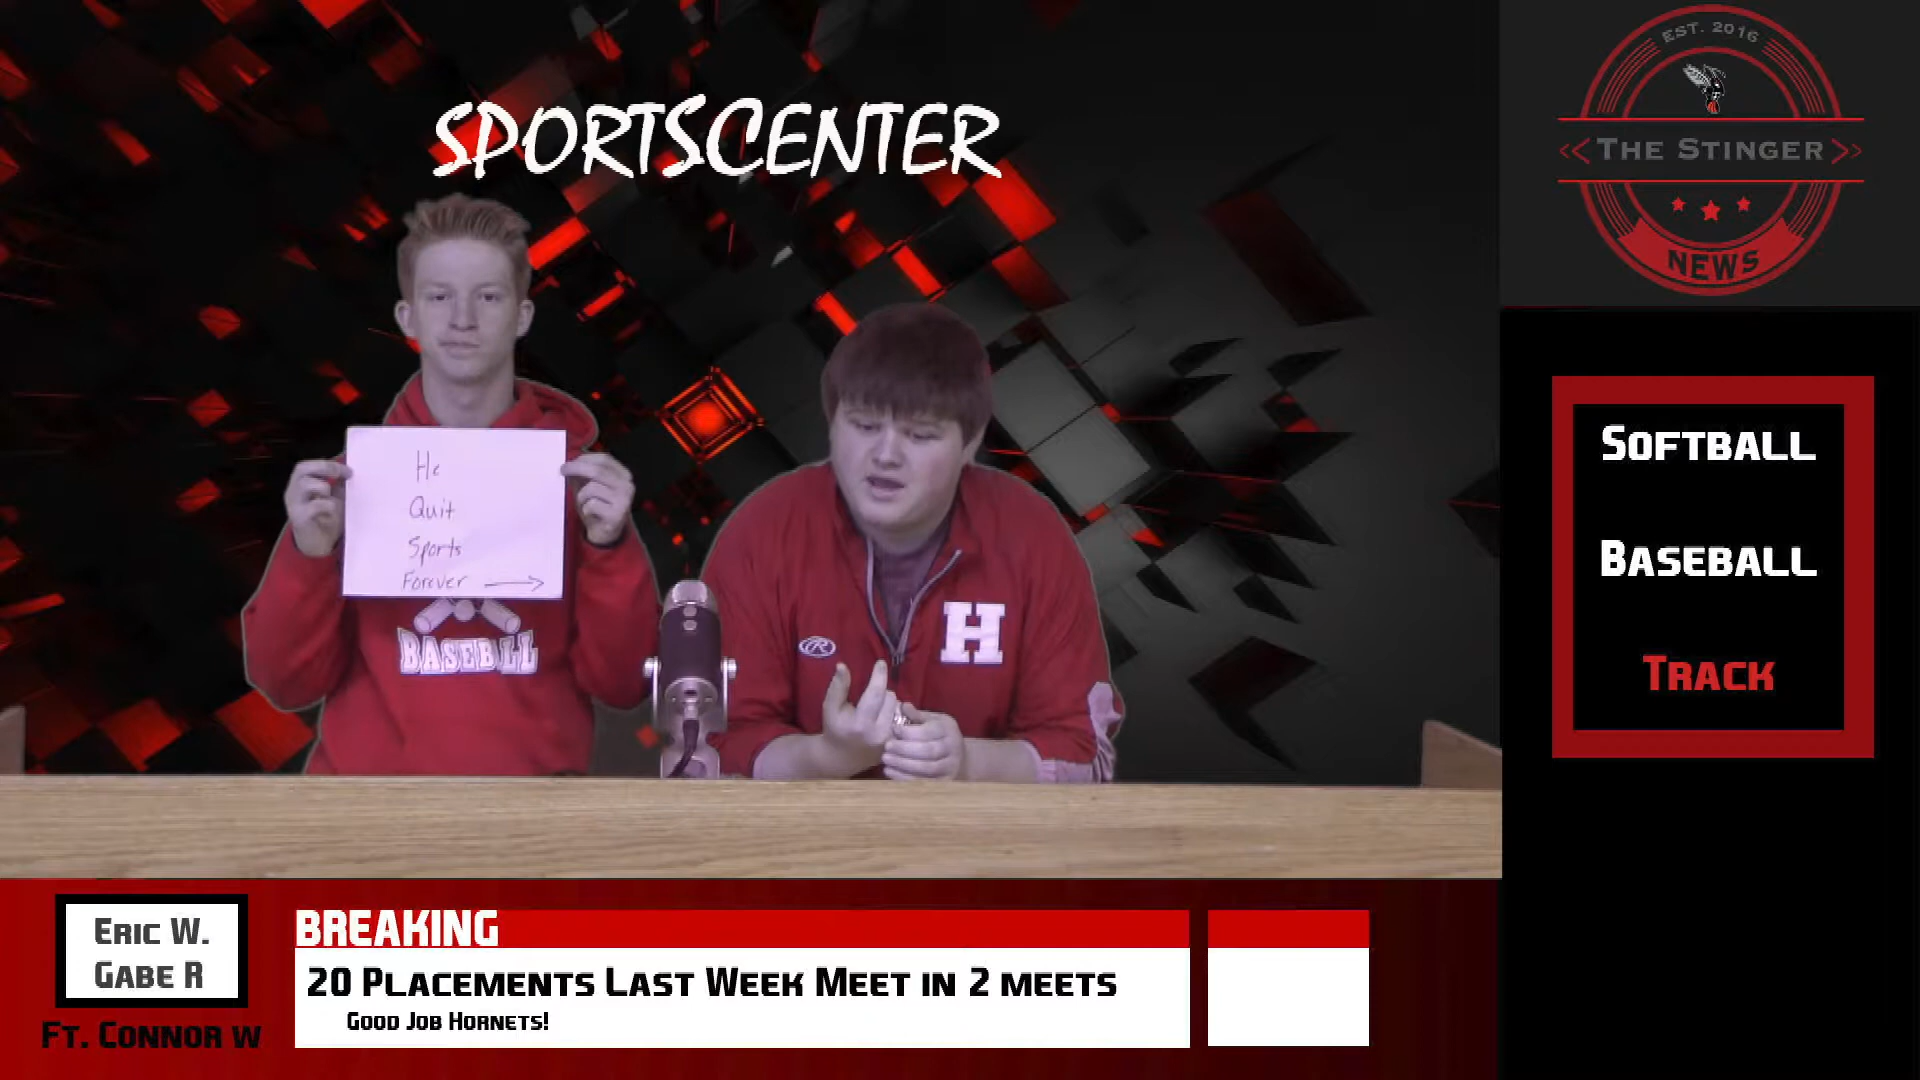 SPORTSCENTER
EST. 2016
<< THE STINGER >>
NEWS
He
Quit
Sports
Forever →
BASEBALL
R
H
SOFTBALL
BASEBALL
TRACK
ERIC W.
GABE R
FT. CONNOR W
BREAKING
20 PLACEMENTS LAST WEEK MEET IN 2 MEETS
GOOD JOB HORNETS!